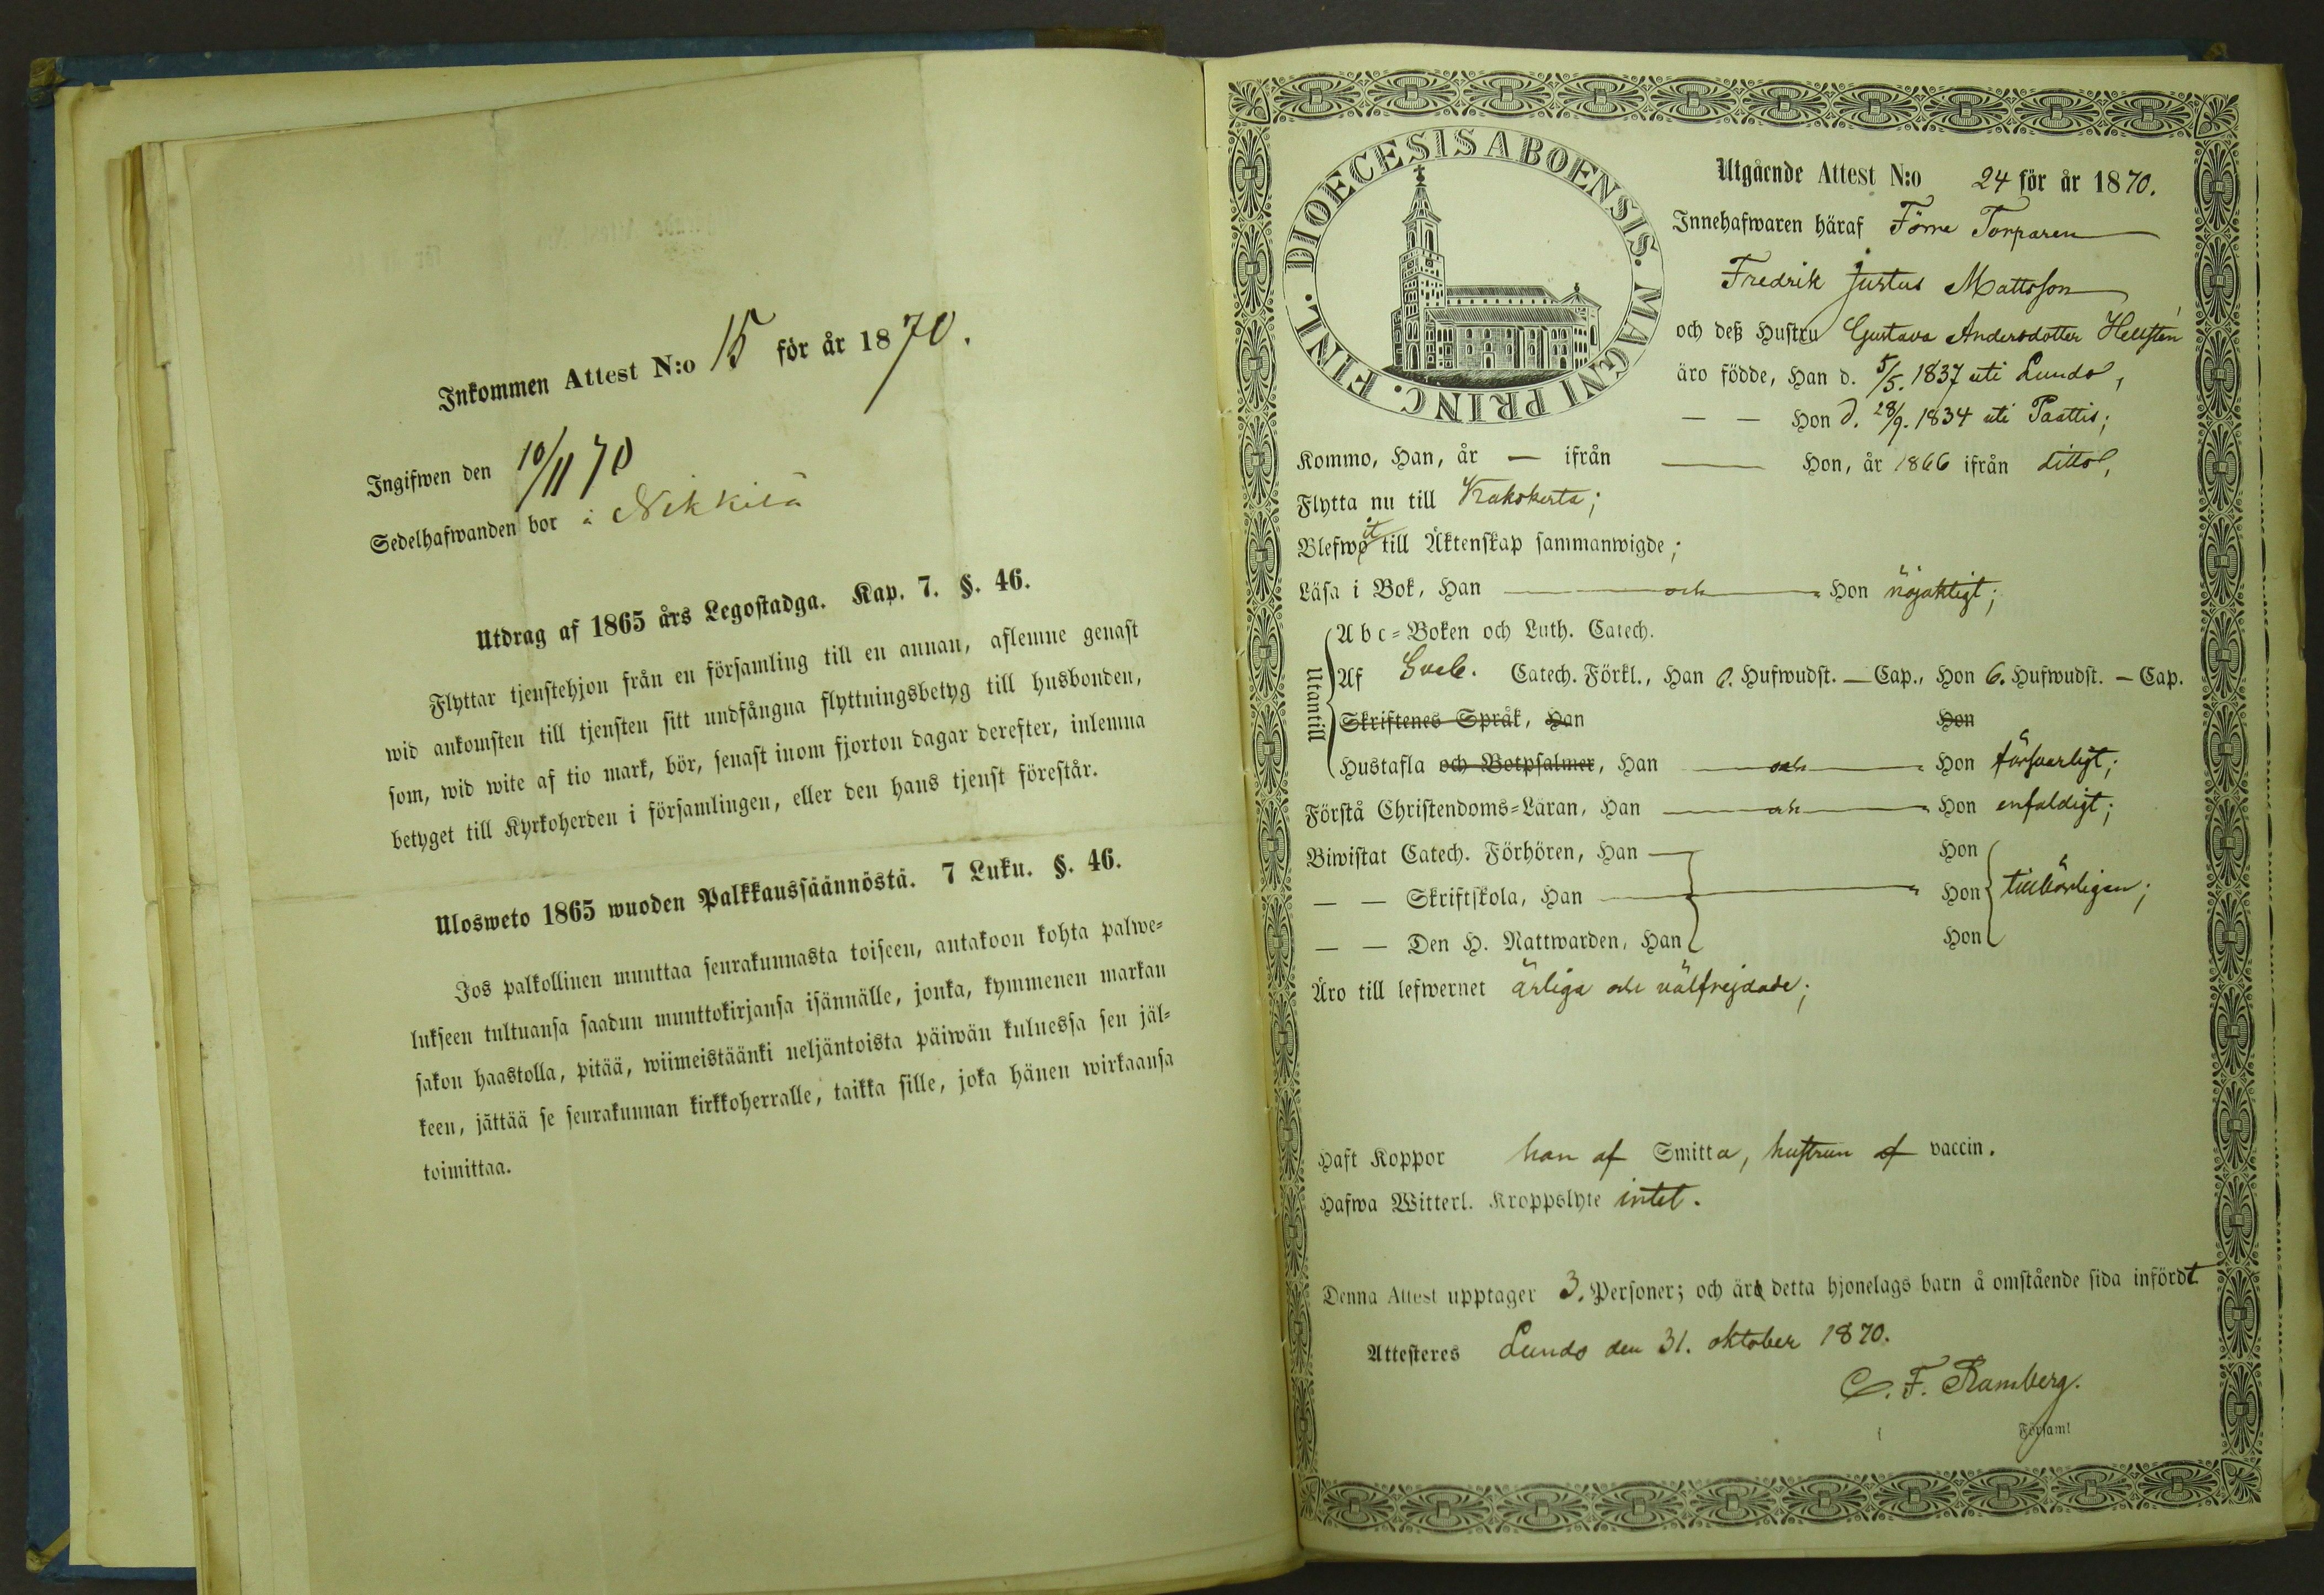 Inkommen Attest N:o 15 för år 1870.
Ingifwen den 10/11 70
Sedelhafwanden bor å Nikkilä
Utdrag af 1865 års Legostadga. Kap. 7. §. 46.
Flyttar tjenstehjon från en församling till en annan, aflemne genast
wid ankomsten till tjensten sitt undfångna flyttningsbetyg till husbonden,
som, wid wite af tio mark, bör, senast inom fjorton dagar derefter, inlemna
betyget till Kyrkoherden i församlingen, eller den hans tjenst förestår.
Ulosweto 1865 wuoden Palkkaussäännöstä. 7 Luku. §. 46.
Jos palkollinen muuttaa seurakunnasta toiseen, antakoon kohta palwe-
lukseen tultuansa saadun muuttokirjansa isännälle, jonka, kymmenen markan
sakon haastolla, pitää, wiimeistäänki neljäntoista päiwän kuluessa sen jäl-
keen, jättää se seurakunnan kirkkoherralle, taikka sille, joka hänen wirkaansa
toimittaa.
DIOECESIS ABOENSIS. MAGNI PRINC. FINL.
Utgående Attest N:o 24 för år 1870.
Innehafwaren häraf Förre Torparen
Fredrik Justus Mattsson
och deß Hustru Gustava Andersdotter Hellstén
äro födde, Han d. 5/5. 1837 uti Lundo,
— — Hon d. 28/9. 1834 uti Paattis;
Kommo, Han, år — ifrån — Hon, år 1866 ifrån ditto,
Flytta nu till Kakskerta;
Blefwo till Äktenskap sammanwigde;
Läsa i Bok, Han — och — Hon nöjaktigt;
Utantill
Abc-Boken och Luth. Catech.
Af Sveb. Catech. Förkl., Han 6. Hufwudst. — Cap., Hon 6. Hufwudst. — Cap.
Skriftenes Språk, Han Hon
Hustafla och Botpsalmer, Han — och — Hon försvarligt;
Förstå Christendoms-Läran, Han — och — Hon enfaldigt;
Biwistat Catech. Förhören, Han — Hon
— — Skriftskola, Han — Hon tillbörligen;
— — Den H. Nattwarden, Han Hon
Äro till lefwernet ärliga och välfrejdade;
Haft Koppor han af Smitta, hustrun af vaccin.
Hafwa Witterl. Kroppslyte intet.
Denna Attest upptager 3. Personer; och äro detta hjonelags barn å omstående sida infördt.
Attesteres Lundo den 31. oktober 1870.
C. F. Ramberg.
i Församl